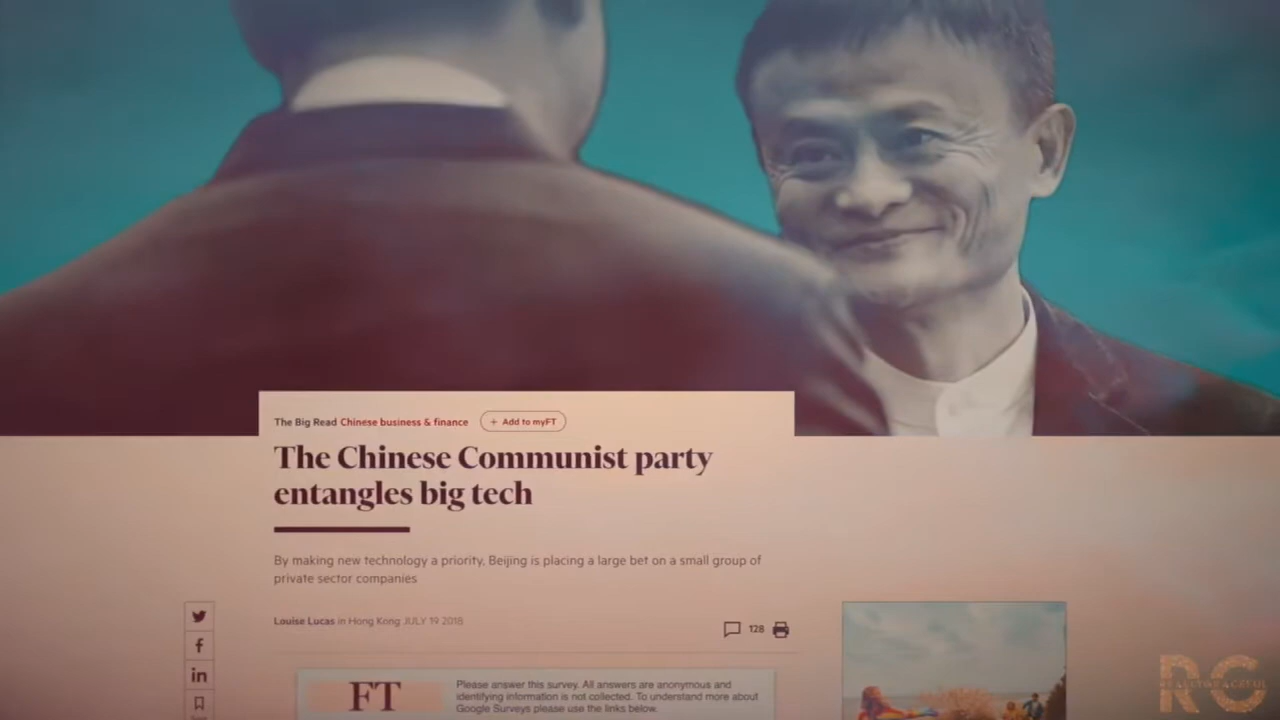 The Big Read Chinese business & finance + Add to myFT
The Chinese Communist party
entangles big tech
By making new technology a priority, Beijing is placing a large bet on a small group of
private sector companies
Louise Lucas in Hong Kong JULY 19 2018
128
FT
Please answer this survey. All answers are anonymous and
identifying information is not collected. To understand more about
Google Surveys please use the links below.
in
RG